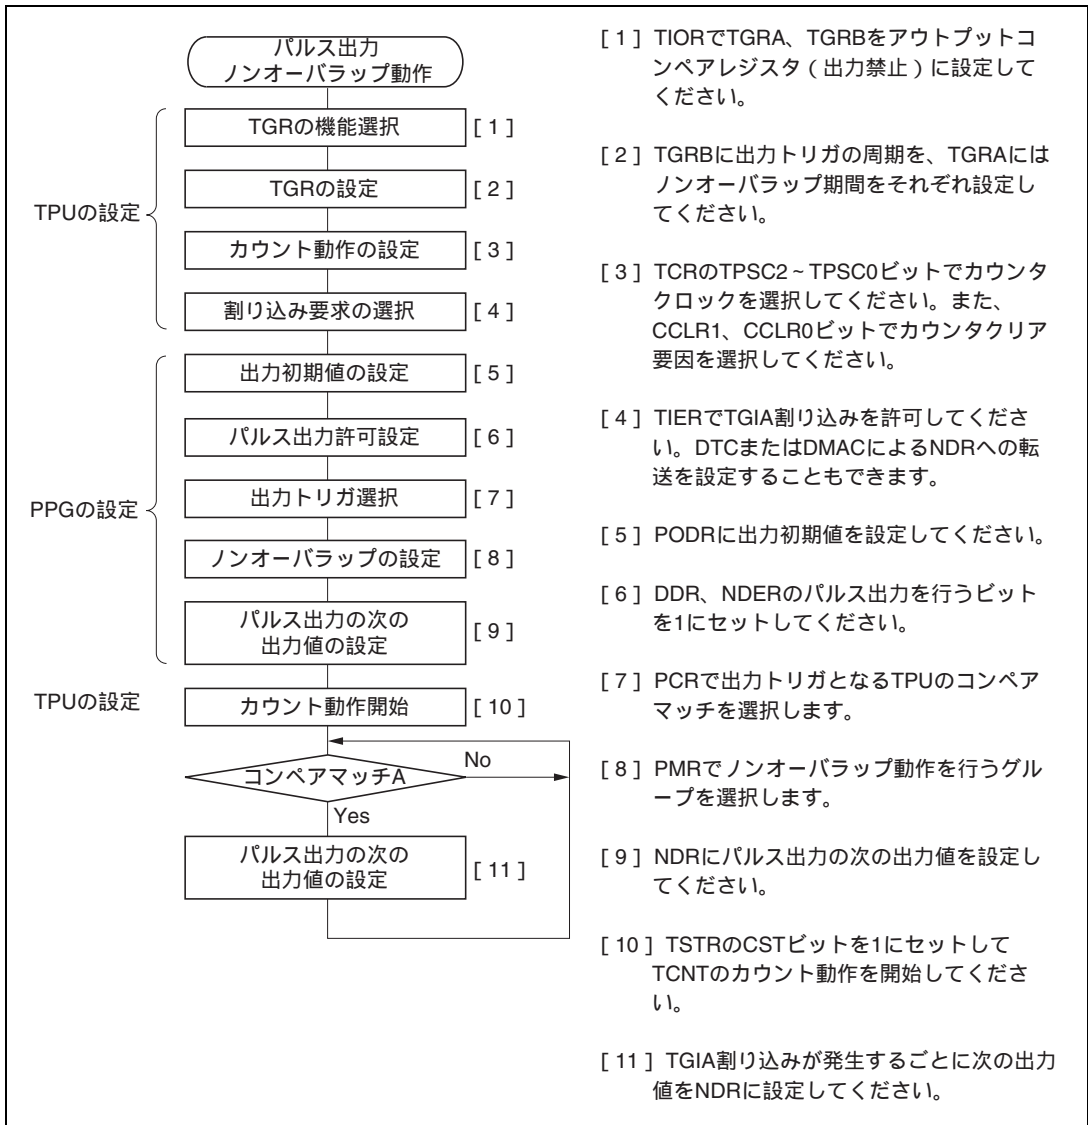 パルス出力
ノンオーバラップ動作
TPUの設定
TGRの機能選択 [ 1 ]
TGRの設定 [ 2 ]
カウント動作の設定 [ 3 ]
割り込み要求の選択 [ 4 ]
PPGの設定
出力初期値の設定 [ 5 ]
パルス出力許可設定 [ 6 ]
出力トリガ選択 [ 7 ]
ノンオーバラップの設定 [ 8 ]
パルス出力の次の
出力値の設定 [ 9 ]
TPUの設定
カウント動作開始 [ 10 ]
コンペアマッチA
No
Yes
パルス出力の次の
出力値の設定 [ 11 ]
[ 1 ] TIORでTGRA、TGRBをアウトプットコ
ンペアレジスタ ( 出力禁止 ) に設定して
ください。
[ 2 ] TGRBに出力トリガの周期を、TGRAには
ノンオーバラップ期間をそれぞれ設定し
てください。
[ 3 ] TCRのTPSC2 ~ TPSC0ビットでカウンタ
クロックを選択してください。また、
CCLR1、CCLR0ビットでカウンタクリア
要因を選択してください。
[ 4 ] TIERでTGIA割り込みを許可してくださ
い。DTCまたはDMACによるNDRへの転
送を設定することもできます。
[ 5 ] PODRに出力初期値を設定してください。
[ 6 ] DDR、NDERのパルス出力を行うビット
を1にセットしてください。
[ 7 ] PCRで出力トリガとなるTPUのコンペア
マッチを選択します。
[ 8 ] PMRでノンオーバラップ動作を行うグル
ープを選択します。
[ 9 ] NDRにパルス出力の次の出力値を設定し
てください。
[ 10 ] TSTRのCSTビットを1にセットして
TCNTのカウント動作を開始してくださ
い。
[ 11 ] TGIA割り込みが発生するごとに次の出力
値をNDRに設定してください。